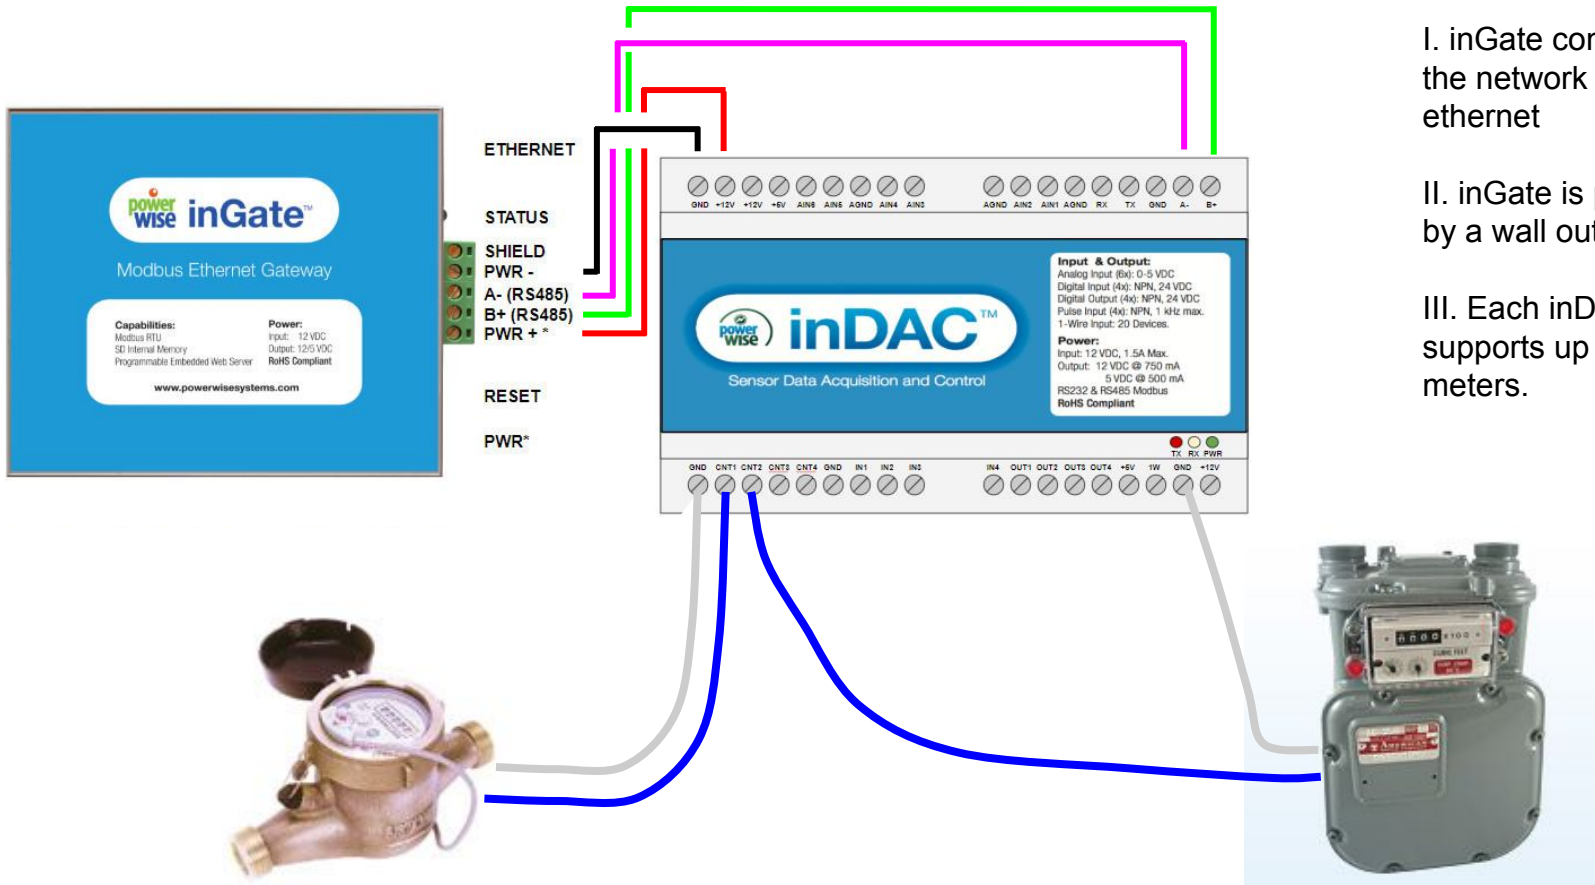 I. inGate
the network
ethernet
II. inGate is
by a wall
III. Each
supports up
meters.
ETHERNET
STATUS
SHIELD
PWR -
A- (RS485)
B+ (RS485)
PWR + *
RESET
PWR*
power
wise inGate™
Modbus Ethernet Gateway
Capabilities:
Modbus RTU
SD Internal Memory
Programmable Embedded Web Server
Power:
Input: 12 VDC
Output: 12/5 VDC
RoHS Compliant
www.powerwisesystems.com
GND +12V +12V +5V AIN6 AIN5 AGND AIN4 AIN3
AGND AIN2 AIN1 AGND RX TX GND A- B+
power
wise inDAC™
Sensor Data Acquisition and Control
Input & Output:
Analog Input (6x): 0-5 VDC
Digital Input (4x): NPN, 24 VDC
Digital Output (4x): NPN, 24 VDC
Pulse Input (4x): NPN, 1 kHz max.
1-Wire Input: 20 Devices.
Power:
Input: 12 VDC, 1.5A Max.
Output: 12 VDC @ 750 mA
5 VDC @ 500 mA
RS232 & RS485 Modbus
RoHS Compliant
TX RX PWR
GND CNT1 CNT2 CNT3 CNT4 GND IN1 IN2 IN3
IN4 OUT1 OUT2 OUT3 OUT4 +5V 1W GND +12V
X100
CUBIC FEET
AMERICAN